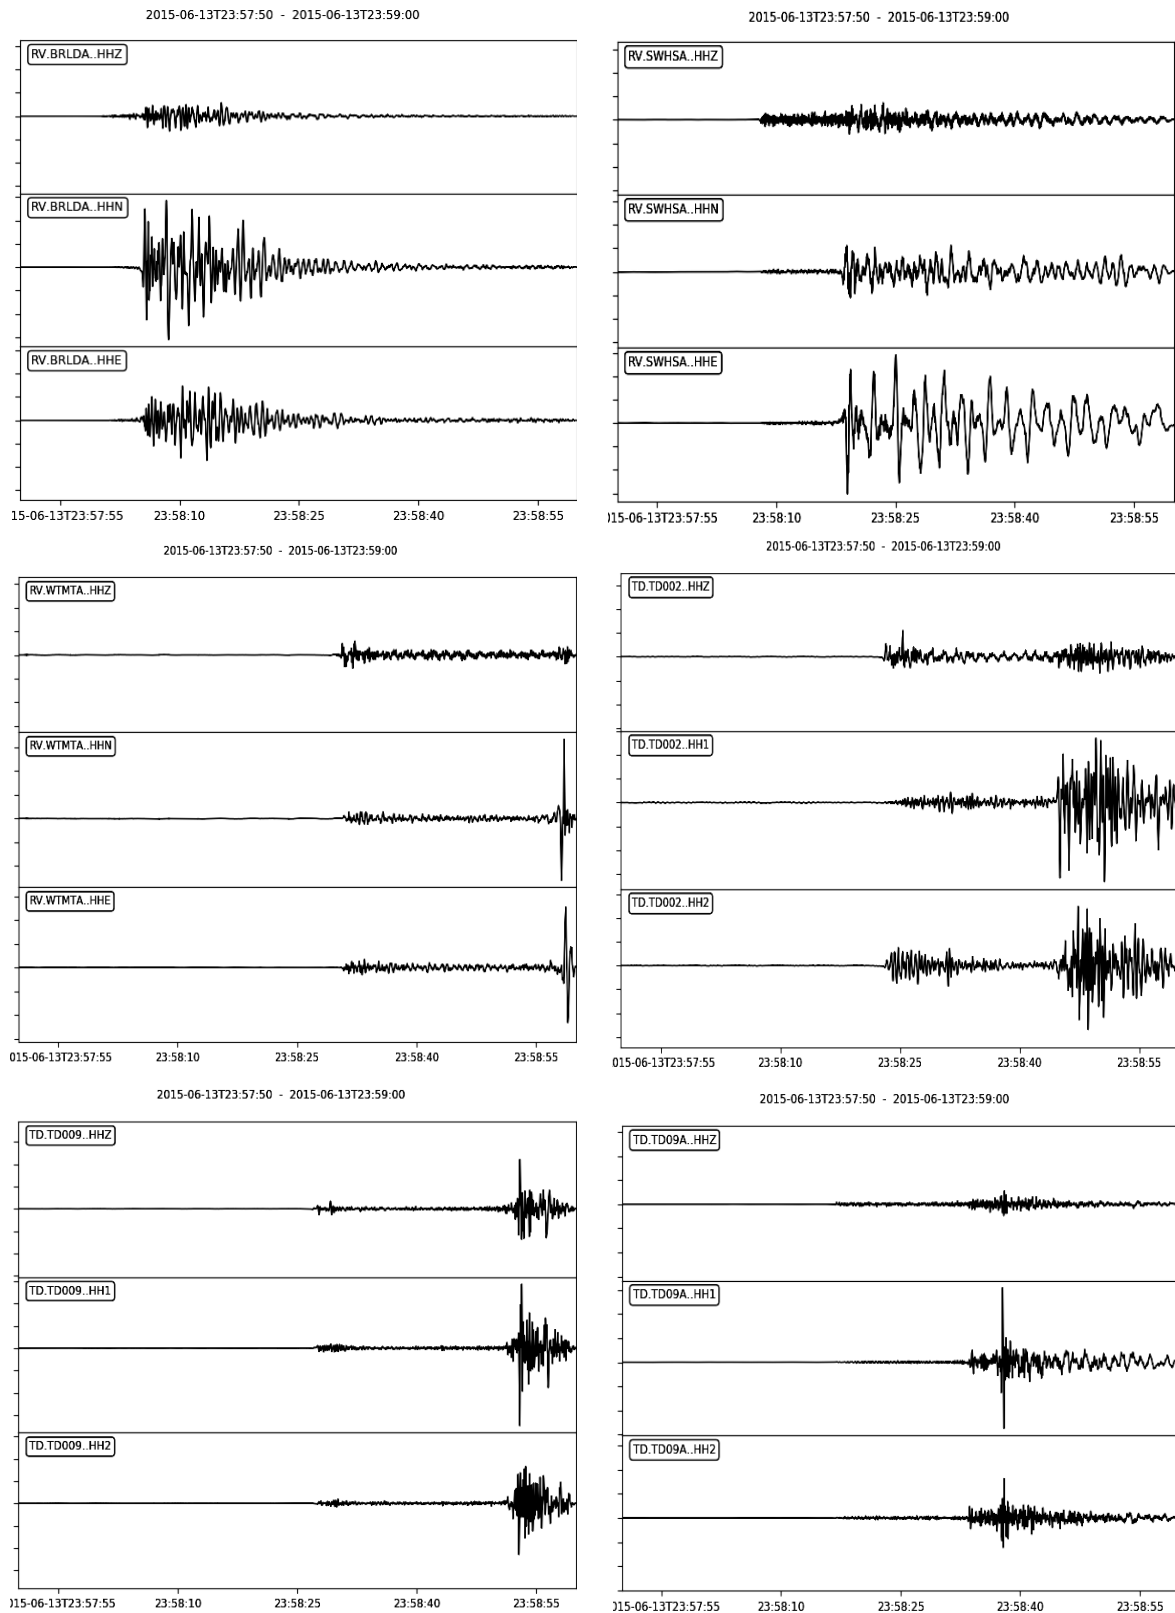 2015-06-13T23:57:50 - 2015-06-13T23:59:00
RV.BRLDA..HHZ
RV.BRLDA..HHN
RV.BRLDA..HHE
15-06-13T23:57:55 23:58:10 23:58:25 23:58:40 23:58:55
2015-06-13T23:57:50 - 2015-06-13T23:59:00
RV.SWHSA..HHZ
RV.SWHSA..HHN
RV.SWHSA..HHE
15-06-13T23:57:55 23:58:10 23:58:25 23:58:40 23:58:55
2015-06-13T23:57:50 - 2015-06-13T23:59:00
RV.WTMTA..HHZ
RV.WTMTA..HHN
RV.WTMTA..HHE
015-06-13T23:57:55 23:58:10 23:58:25 23:58:40 23:58:55
2015-06-13T23:57:50 - 2015-06-13T23:59:00
TD.TD002..HHZ
TD.TD002..HH1
TD.TD002..HH2
015-06-13T23:57:55 23:58:10 23:58:25 23:58:40 23:58:55
2015-06-13T23:57:50 - 2015-06-13T23:59:00
TD.TD009..HHZ
TD.TD009..HH1
TD.TD009..HH2
15-06-13T23:57:55 23:58:10 23:58:25 23:58:40 23:58:55
2015-06-13T23:57:50 - 2015-06-13T23:59:00
TD.TD09A..HHZ
TD.TD09A..HH1
TD.TD09A..HH2
15-06-13T23:57:55 23:58:10 23:58:25 23:58:40 23:58:55